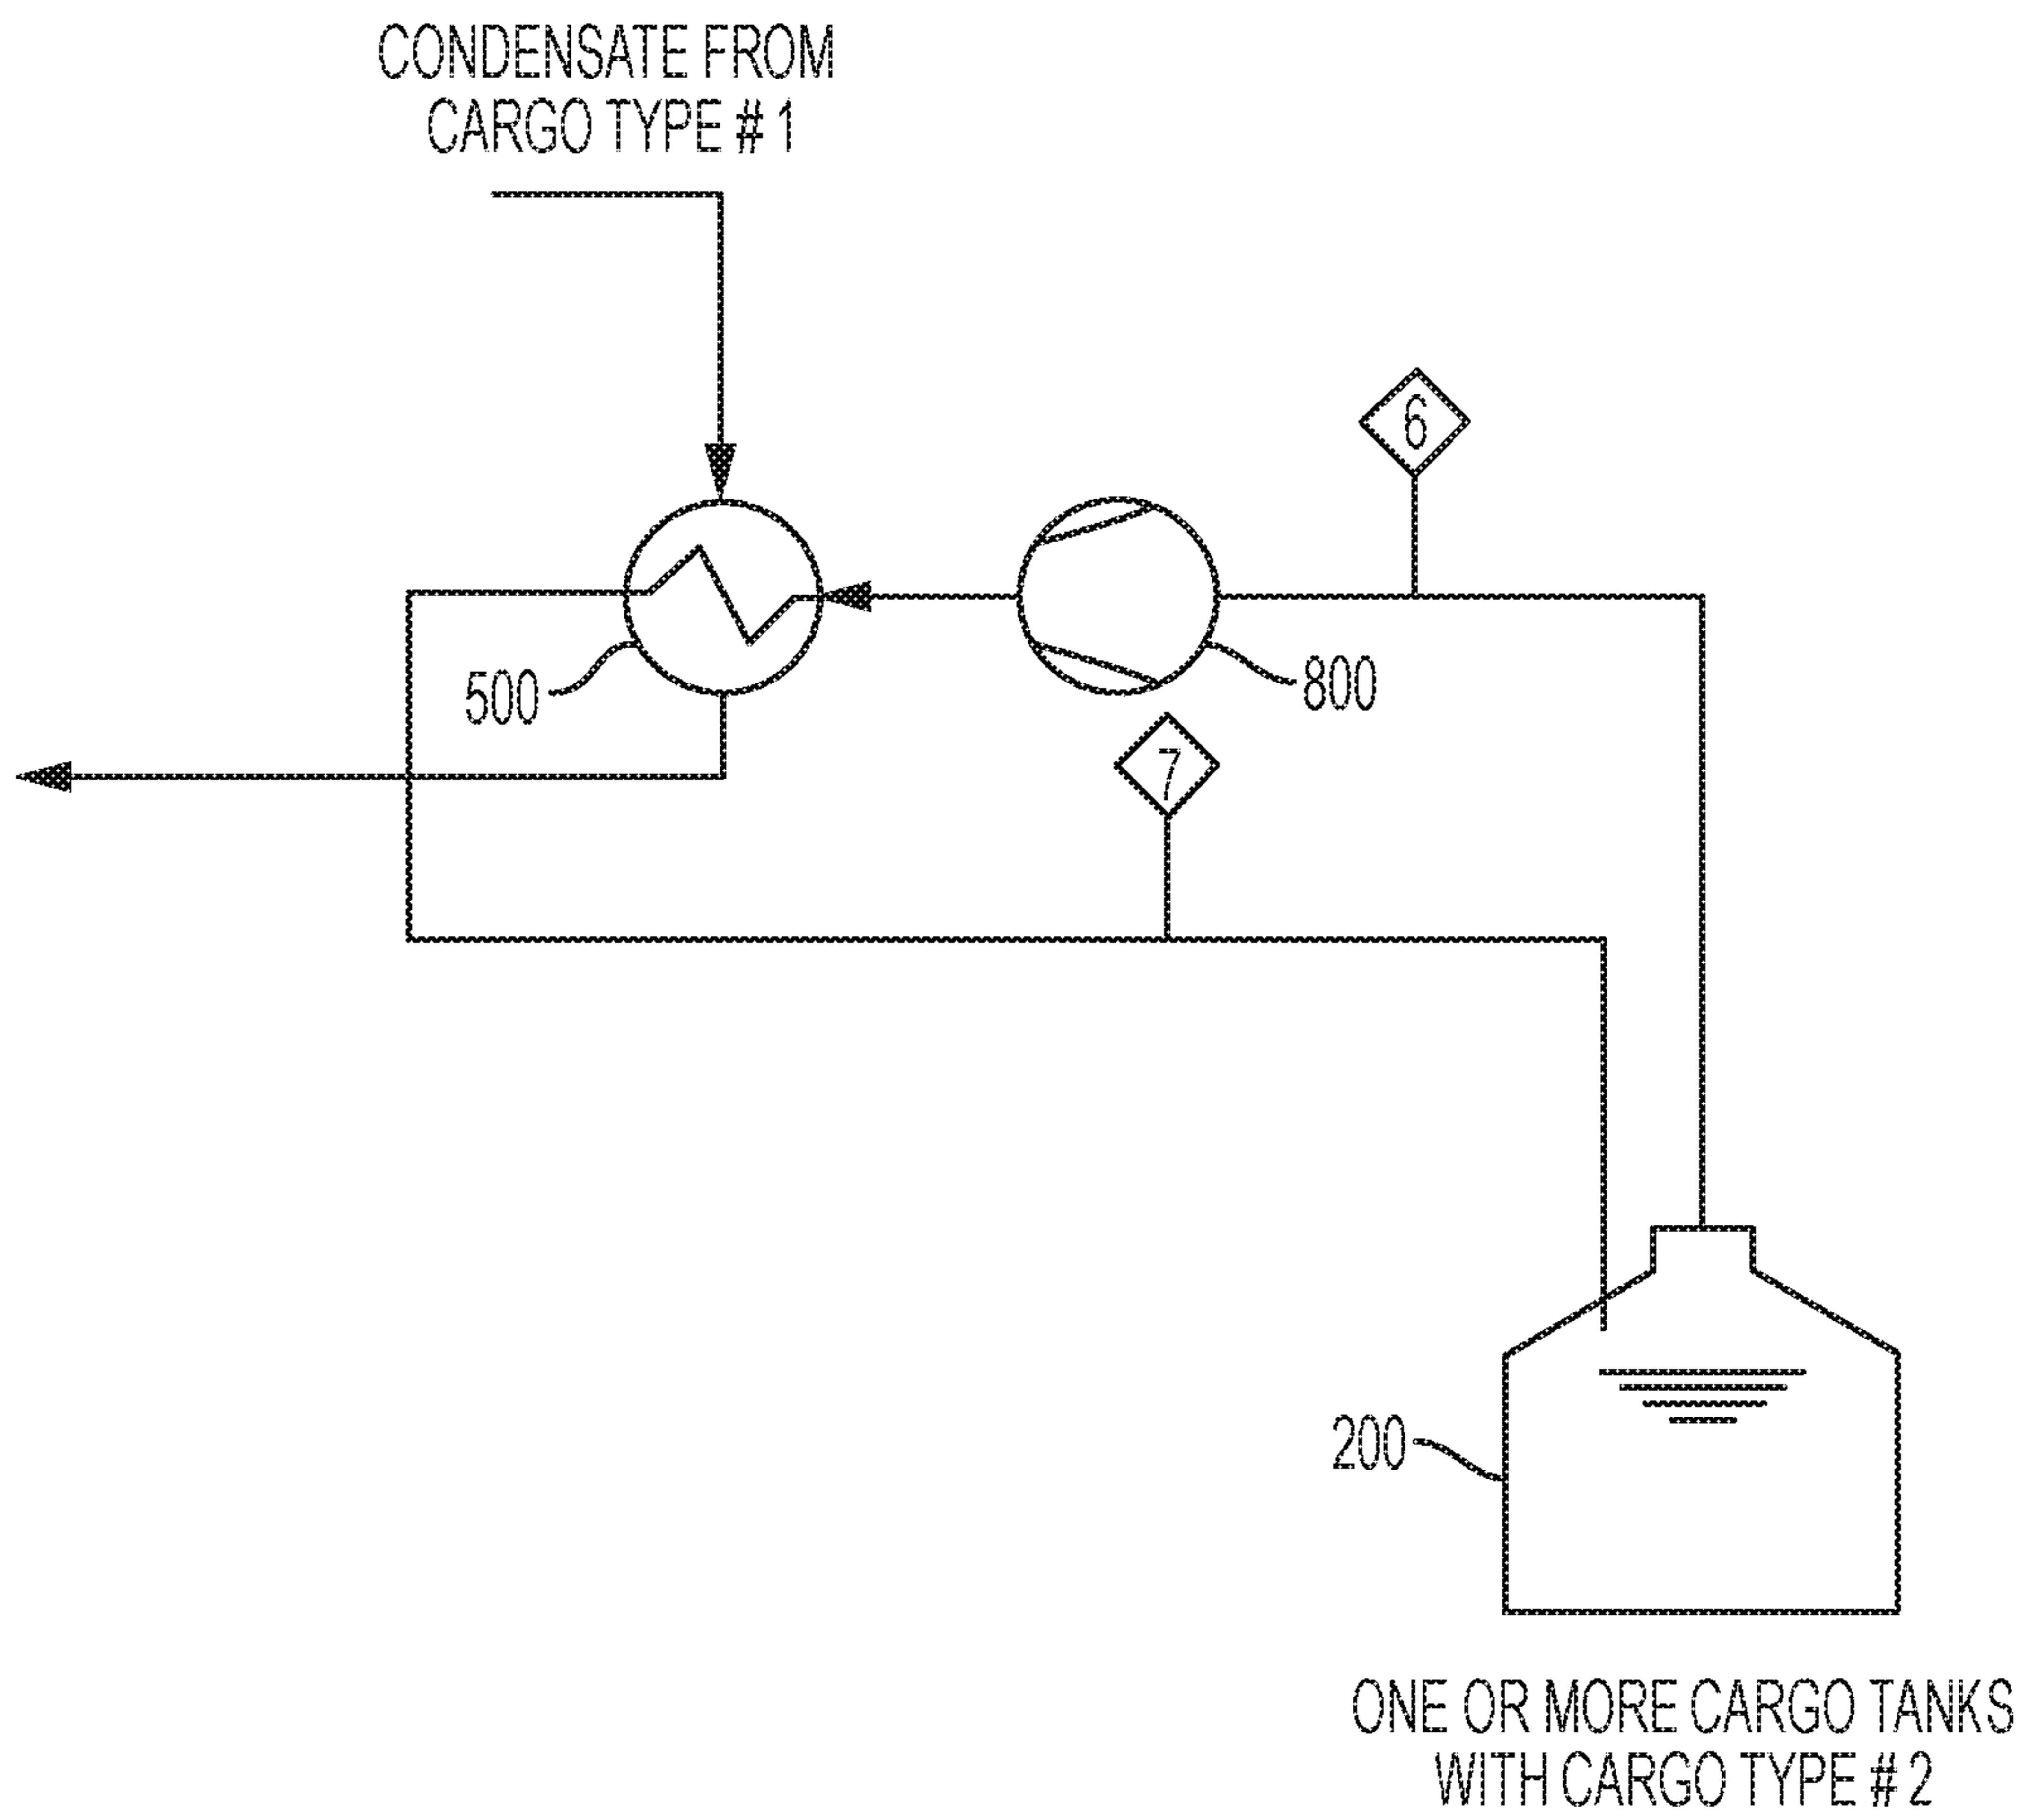 CONDENSATE FROM
CARGO TYPE # 1
6
500
800
7
200
ONE OR MORE CARGO TANKS
WITH CARGO TYPE # 2